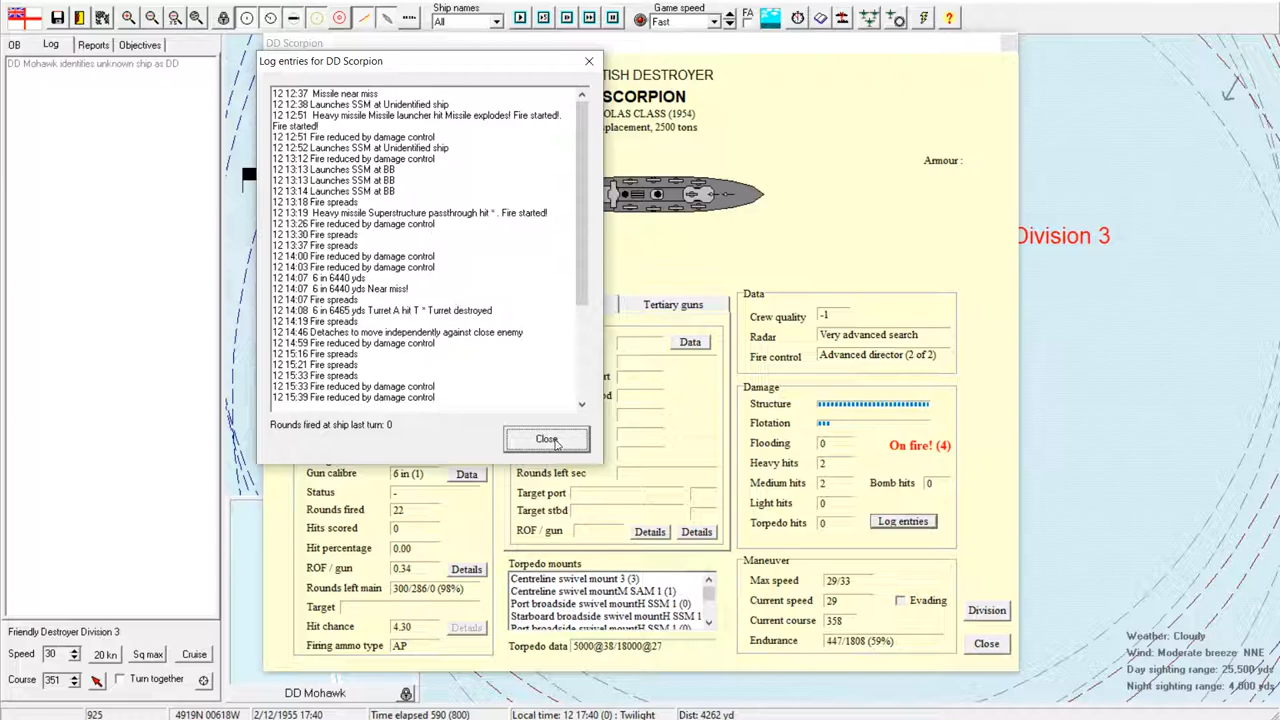 Ship names
All
Game speed
Fast
FA
OB Log Reports Objectives
DD Mohawk identifies unknown ship as DD
DD Scorpion
Log entries for DD Scorpion
TISH DESTROYER
SCORPION
OLAS CLASS (1954)
placement, 2500 tons
Armour :
12 12:37 Missile near miss
12 12:38 Launches SSM at Unidentified ship
12 12:51 Heavy missile Missile launcher hit Missile explodes! Fire started!.
Fire started!
12 12:51 Fire reduced by damage control
12 12:52 Launches SSM at Unidentified ship
12 13:12 Fire reduced by damage control
12 13:13 Launches SSM at BB
12 13:14 Launches SSM at BB
12 13:14 Launches SSM at BB
12 13:18 Fire spreads
12 13:19 Heavy missile Superstructure passthrough hit * . Fire started!
12 13:26 Fire reduced by damage control
12 13:30 Fire spreads
12 13:37 Fire spreads
12 14:00 Fire reduced by damage control
12 14:03 Fire reduced by damage control
12 14:07 6 in 6440 yds
12 14:07 6 in 6440 yds Near miss!
12 14:07 Fire spreads
12 14:08 6 in 6465 yds Turret A hit T * Turret destroyed
12 14:19 Fire spreads
12 14:46 Detaches to move independently against close enemy
12 14:59 Fire reduced by damage control
12 15:16 Fire spreads
12 15:21 Fire spreads
12 15:33 Fire spreads
12 15:33 Fire reduced by damage control
12 15:39 Fire reduced by damage control
Rounds fired at ship last turn: 0
Close
Division 3
Tertiary guns
Data
rt
tbd
Rounds left sec
Target port
Target stbd
ROF / gun
Details Details
Gun calibre 6 in (1) Data
Status -
Rounds fired 22
Hits scored 0
Hit percentage 0.00
ROF / gun 0.34 Details
Rounds left main 300/286/0 (98%)
Target
Hit chance 4.30 Details
Firing ammo type AP
Torpedo mounts
Centreline swivel mount 3 (3)
Centreline swivel mountM SAM 1 (1)
Port broadside swivel mountH SSM 1 (0)
Starboard broadside swivel mountH SSM 1
Port broadside swivel mountH SSM 1 (0)
Torpedo data 5000@38/18000@27
Data
Crew quality -1
Radar Very advanced search
Fire control Advanced director (2 of 2)
Damage
Structure
Flotation
Flooding 0 On fire! (4)
Heavy hits 2
Medium hits 2 Bomb hits 0
Light hits 0
Torpedo hits 0 Log entries
Maneuver
Max speed 29/33
Current speed 29 Evading
Current course 358
Endurance 447/1808 (59%)
Division
Close
Friendly Destroyer Division 3
Speed 30 20 kn Sq max Cruise
Course 351 Turn together
DD Mohawk
Weather: Cloudy
Wind: Moderate breeze NNE
Day sighting range: 25,500 yds
Night sighting range: 4,000 yds
925 4919N 00618W 2/12/1955 17:40 Time elapsed 590 (800) Local time: 12 17:40 (0) : Twilight Dist: 4262 yd